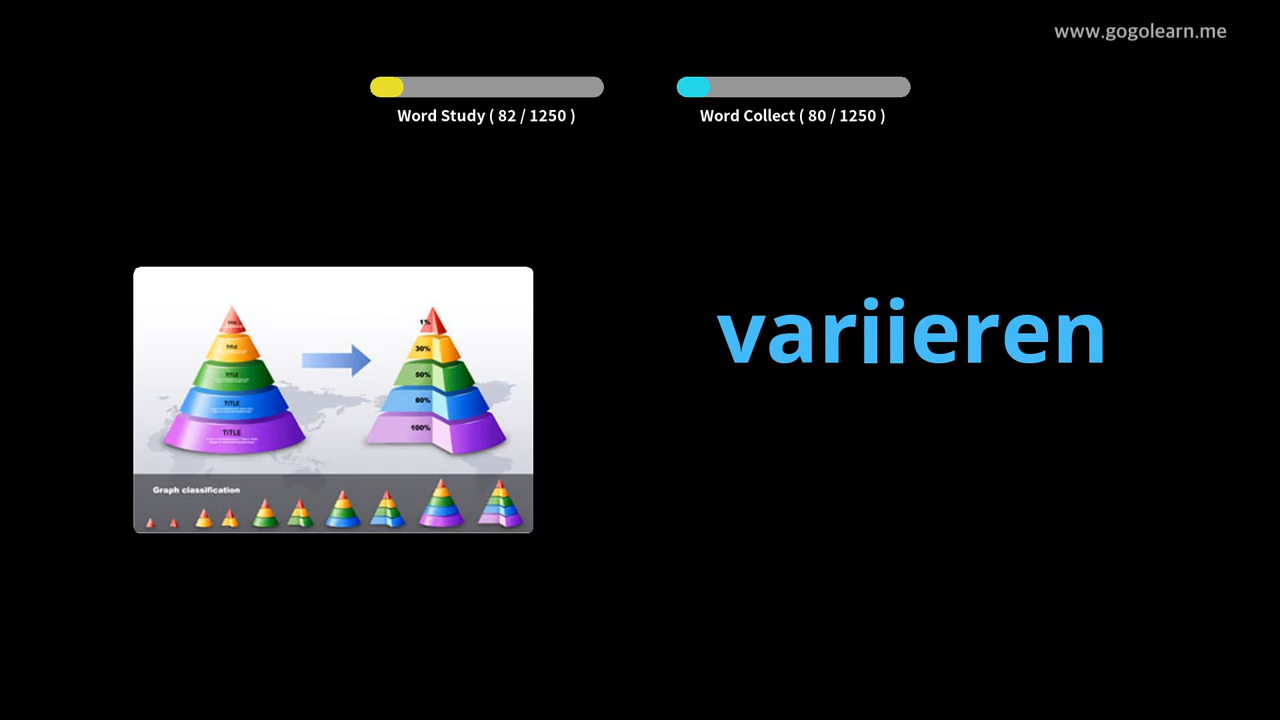 www.gogolearn.me
Word Study ( 82 / 1250 )
Word Collect ( 80 / 1250 )
variieren
1%
30%
TITLE
50%
TITLE
80%
TITLE
100%
TITLE
Graph classification